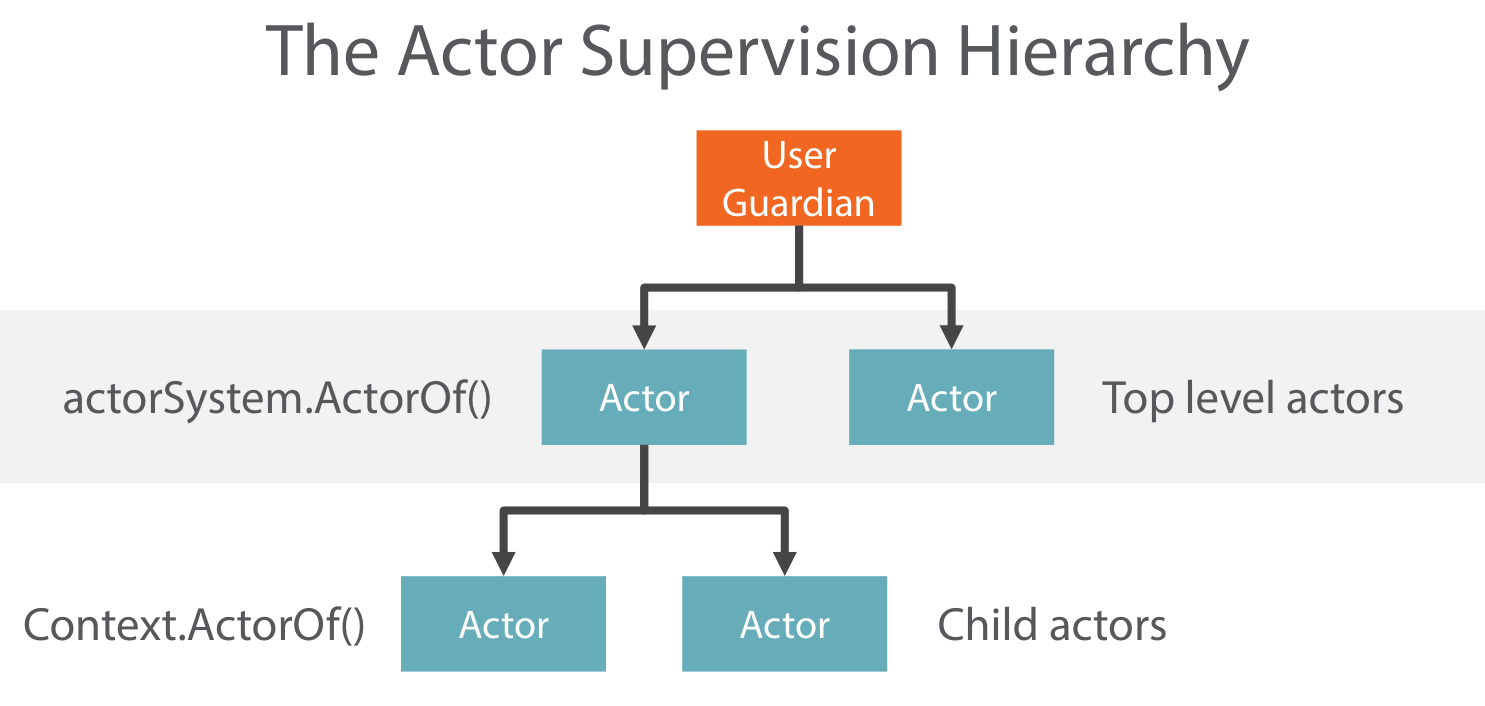 The Actor Supervision Hierarchy
User
Guardian
actorSystem.ActorOf()
Actor
Actor
Top level actors
Context.ActorOf()
Actor
Actor
Child actors